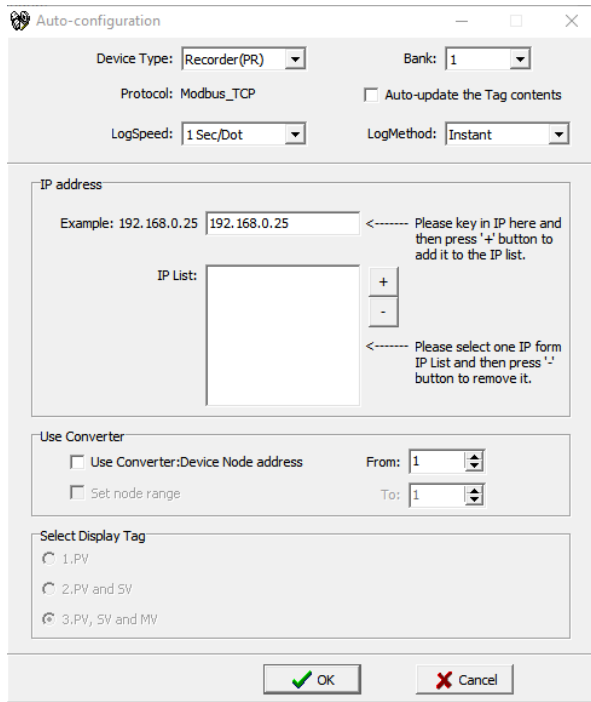 Auto-configuration
Device Type: Recorder(PR)
Bank: 1
Protocol: Modbus_TCP
Auto-update the Tag contents
LogSpeed: 1 Sec/Dot
LogMethod: Instant
IP address
Example: 192.168.0.25 192.168.0.25
<------- Please key in IP here and
then press '+' button to
add it to the IP list.
IP List:
+
-
<------- Please select one IP form
IP List and then press '-'
button to remove it.
Use Converter
Use Converter:Device Node address
From: 1
Set node range
To: 1
Select Display Tag
1.PV
2.PV and SV
3.PV, SV and MV
OK
Cancel